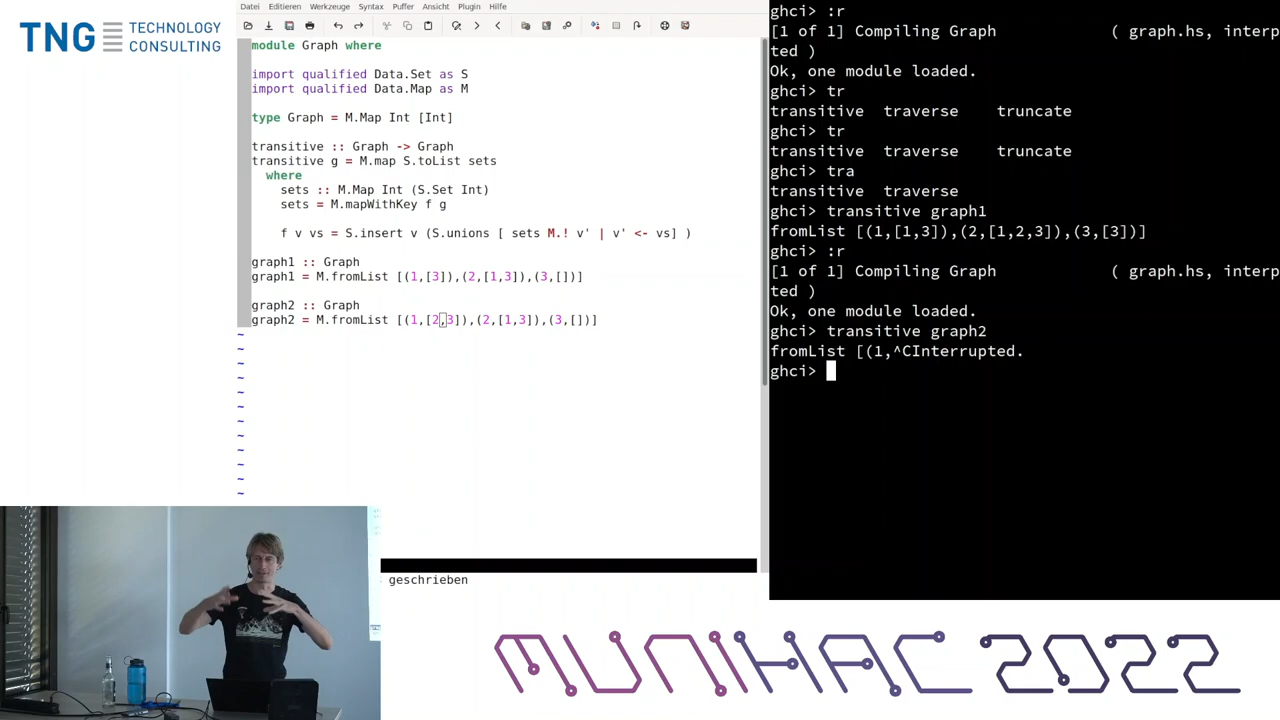 TNG TECHNOLOGY
CONSULTING
Datei Editieren Werkzeuge Syntax Puffer Ansicht Plugin Hilfe
module Graph where
import qualified Data.Set as S
import qualified Data.Map as M
type Graph = M.Map Int [Int]
transitive :: Graph -> Graph
transitive g = M.map S.toList sets
where
sets :: M.Map Int (S.Set Int)
sets = M.mapWithKey f g
f v vs = S.insert v (S.unions [ sets M.! v' | v' <- vs] )
graph1 :: Graph
graph1 = M.fromList [(1,[3]),(2,[1,3]),(3,[])]
graph2 :: Graph
graph2 = M.fromList [(1,[2,3]),(2,[1,3]),(3,[])]
~
~
~
~
~
~
~
~
~
~
~
~
geschrieben
ghci> :r
[1 of 1] Compiling Graph ( graph.hs, interp
ted )
Ok, one module loaded.
ghci> tr
transitive traverse truncate
ghci> tr
transitive traverse truncate
ghci> tra
transitive traverse
ghci> transitive graph1
fromList [(1,[1,3]),(2,[1,2,3]),(3,[3])]
ghci> :r
[1 of 1] Compiling Graph ( graph.hs, interp
ted )
Ok, one module loaded.
ghci> transitive graph2
fromList [(1,^CInterrupted.
ghci>
MUNIHAC 2022